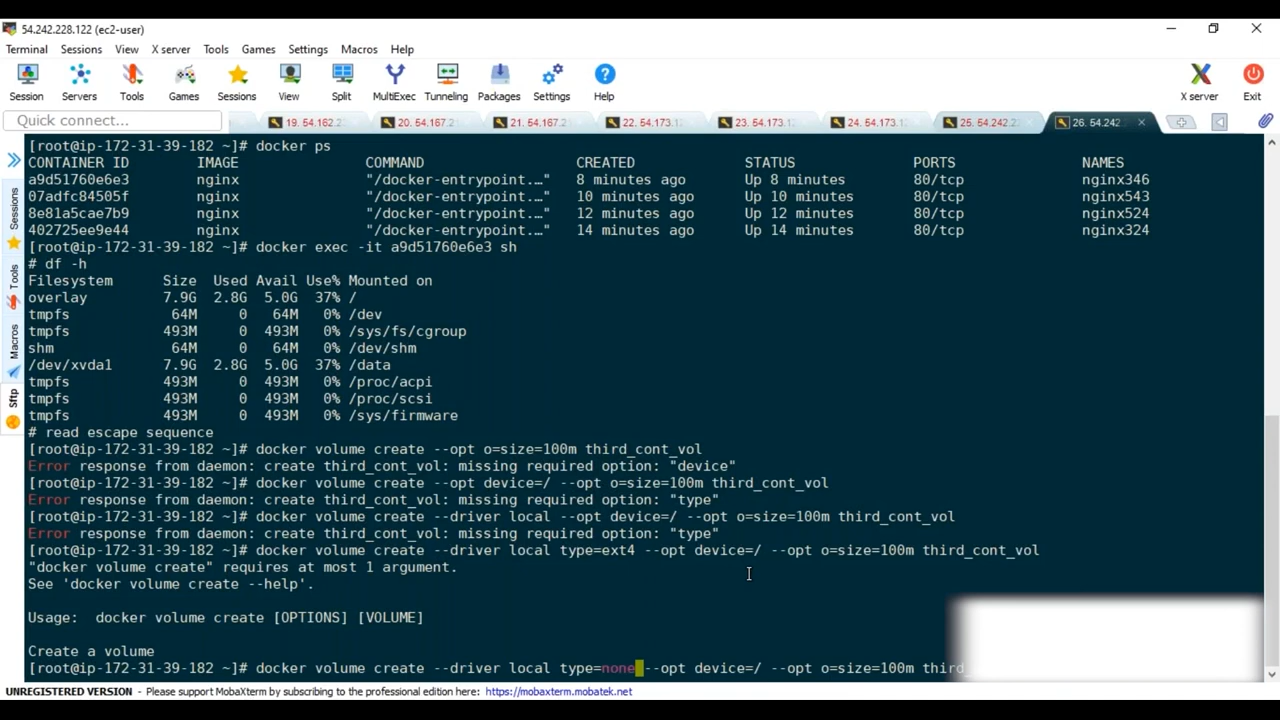 54.242.228.122 (ec2-user)
Terminal Sessions View X server Tools Games Settings Macros Help
Session Servers Tools Games Sessions View Split MultiExec Tunneling Packages Settings Help X server Exit
Quick connect...
19. 54.162.2 20. 54.167. 21. 54.167. 22. 54.173.1 23. 54.173.1 24. 54.173.1 25. 54.242.2 26. 54.242.
Sessions
Tools
Macros
Sftp
[root@ip-172-31-39-182 ~]# docker ps
CONTAINER ID IMAGE COMMAND CREATED STATUS PORTS NAMES
a9d51760e6e3 nginx "/docker-entrypoint.…" 8 minutes ago Up 8 minutes 80/tcp nginx346
07adfc84505f nginx "/docker-entrypoint.…" 10 minutes ago Up 10 minutes 80/tcp nginx543
8e81a5cae7b9 nginx "/docker-entrypoint.…" 12 minutes ago Up 12 minutes 80/tcp nginx524
402725ee9e44 nginx "/docker-entrypoint.…" 14 minutes ago Up 14 minutes 80/tcp nginx324
[root@ip-172-31-39-182 ~]# docker exec -it a9d51760e6e3 sh
# df -h
Filesystem Size Used Avail Use% Mounted on
overlay 7.9G 2.8G 5.0G 37% /
tmpfs 64M 0 64M 0% /dev
tmpfs 493M 0 493M 0% /sys/fs/cgroup
shm 64M 0 64M 0% /dev/shm
/dev/xvda1 7.9G 2.8G 5.0G 37% /data
tmpfs 493M 0 493M 0% /proc/acpi
tmpfs 493M 0 493M 0% /proc/scsi
tmpfs 493M 0 493M 0% /sys/firmware
# read escape sequence
[root@ip-172-31-39-182 ~]# docker volume create --opt o=size=100m third_cont_vol
Error response from daemon: create third_cont_vol: missing required option: "device"
[root@ip-172-31-39-182 ~]# docker volume create --opt device=/ --opt o=size=100m third_cont_vol
Error response from daemon: create third_cont_vol: missing required option: "type"
[root@ip-172-31-39-182 ~]# docker volume create --driver local --opt device=/ --opt o=size=100m third_cont_vol
Error response from daemon: create third_cont_vol: missing required option: "type"
[root@ip-172-31-39-182 ~]# docker volume create --driver local type=ext4 --opt device=/ --opt o=size=100m third_cont_vol
"docker volume create" requires at most 1 argument.
See 'docker volume create --help'.
Usage: docker volume create [OPTIONS] [VOLUME]
Create a volume
[root@ip-172-31-39-182 ~]# docker volume create --driver local type=none --opt device=/ --opt o=size=100m third
UNREGISTERED VERSION - Please support MobaXterm by subscribing to the professional edition here: https://mobaxterm.mobatek.net